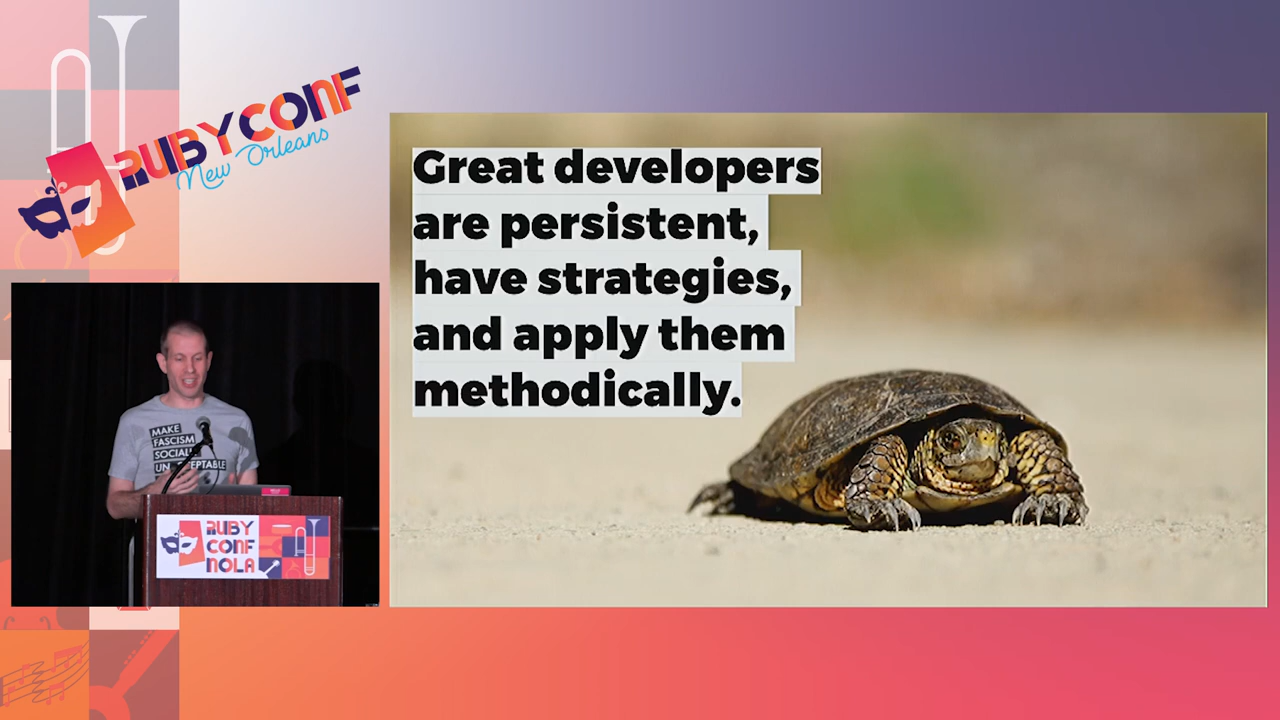 RUBYCONF
New Orleans
Great developers
are persistent,
have strategies,
and apply them
methodically.
MAKE
FASCISM
SOCIALLY
UNACCEPTABLE
RUBY
CONF
NOLA